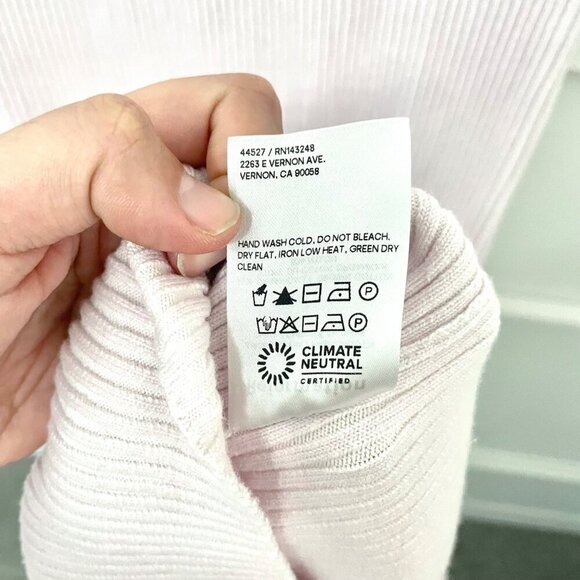 44527 / RN143248
2263 E VERNON AVE.
VERNON, CA 90058
HAND WASH COLD, DO NOT BLEACH,
DRY FLAT, IRON LOW HEAT, GREEN DRY
CLEAN
P
P
CLIMATE
NEUTRAL
CERTIFIED